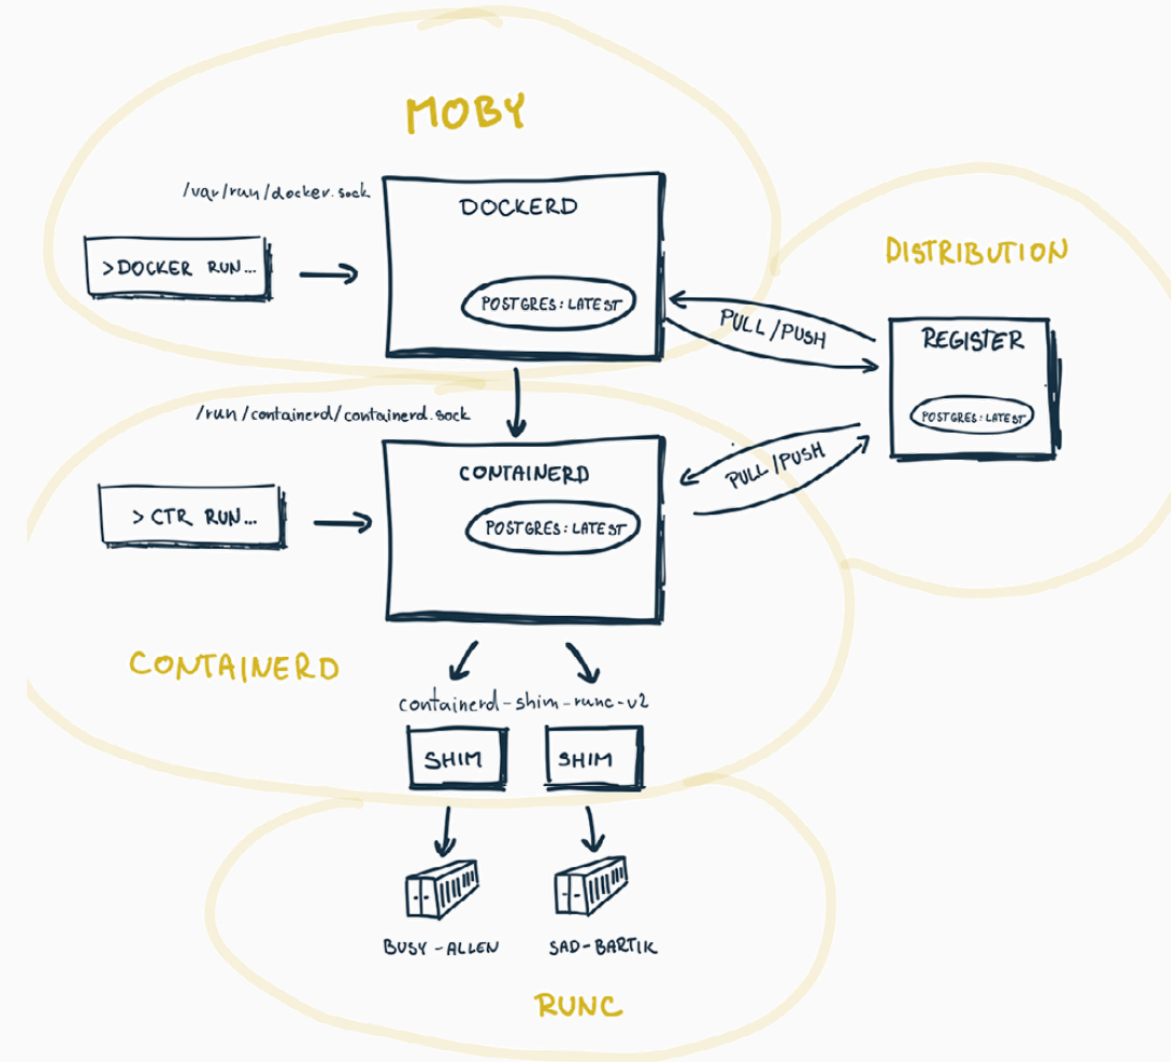 MOBY
/var/run/docker.sock
DOCKERD
>DOCKER RUN...
POSTGRES:LATEST
PULL/PUSH
DISTRIBUTION
REGISTER
POSTGRES:LATEST
/run/containerd/containerd.sock
CONTAINERD
POSTGRES:LATEST
PULL/PUSH
>CTR RUN...
CONTAINERD
containerd-shim-runc-v2
SHIM
SHIM
BUSY-ALLEN
SAD-BARTIK
RUNC